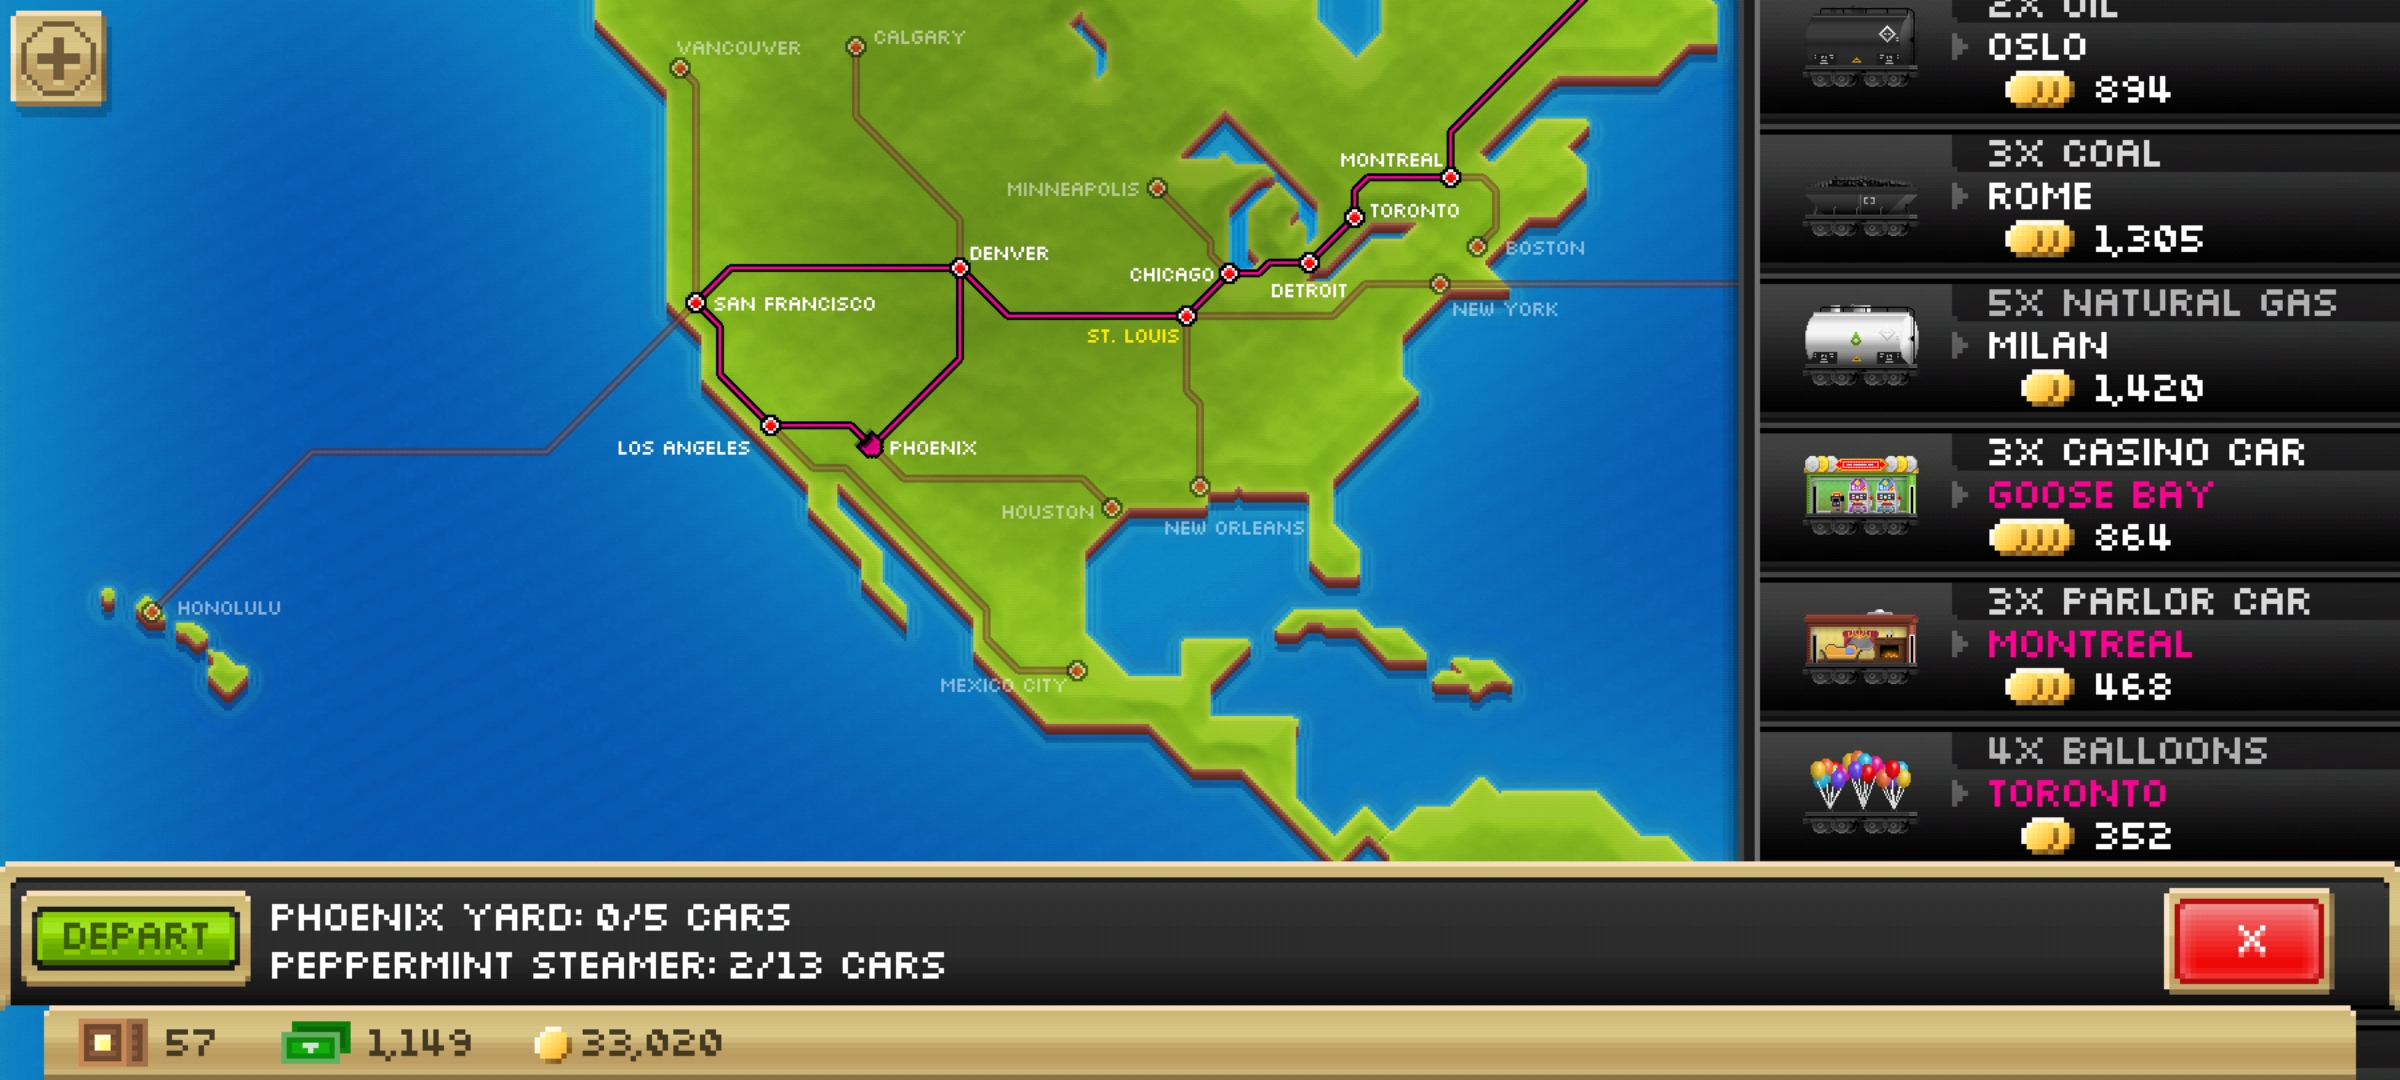 VANCOUVER
CALGARY
MINNEAPOLIS
MONTREAL
TORONTO
BOSTON
DENVER
CHICAGO
DETROIT
SAN FRANCISCO
NEW YORK
ST. LOUIS
LOS ANGELES
PHOENIX
HOUSTON
NEW ORLEANS
HONOLULU
MEXICO CITY
2X OIL
OSLO
894
3X COAL
ROME
1,305
5X NATURAL GAS
MILAN
1,420
3X CASINO CAR
GOOSE BAY
864
3X PARLOR CAR
MONTREAL
468
4X BALLOONS
TORONTO
352
DEPART
PHOENIX YARD: 0/5 CARS
PEPPERMINT STEAMER: 2/13 CARS
X
57
1,149
33,020